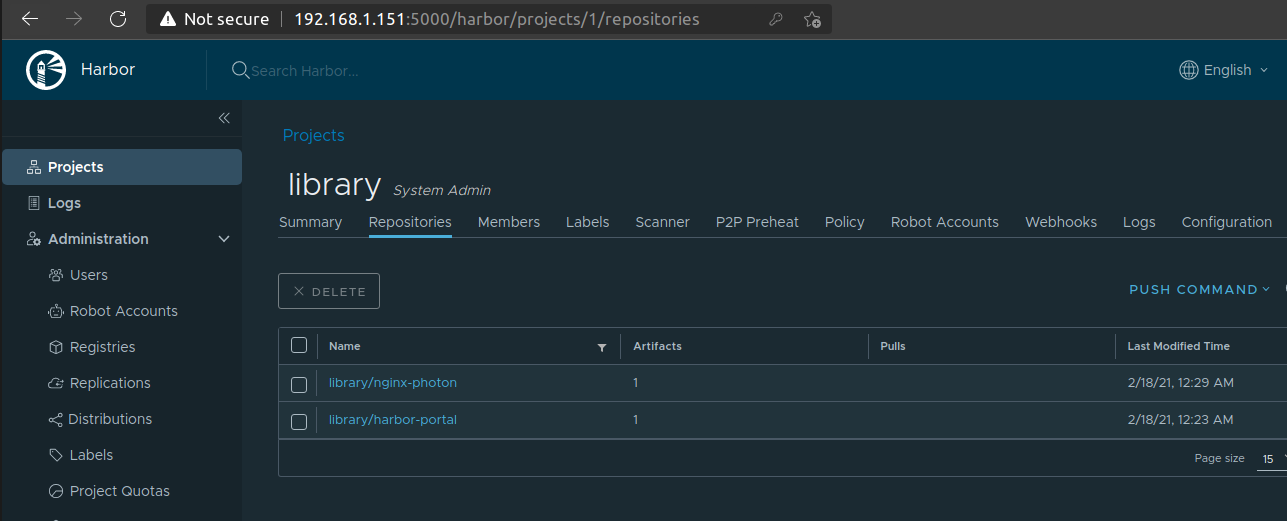 Not secure 192.168.1.151:5000/harbor/projects/1/repositories
Harbor
Search Harbor...
English
Projects
Logs
Administration
Users
Robot Accounts
Registries
Replications
Distributions
Labels
Project Quotas
Projects
library System Admin
Summary Repositories Members Labels Scanner P2P Preheat Policy Robot Accounts Webhooks Logs Configuration
DELETE
PUSH COMMAND
Name Artifacts Pulls Last Modified Time
library/nginx-photon 1 2/18/21, 12:29 AM
library/harbor-portal 1 2/18/21, 12:23 AM
Page size 15